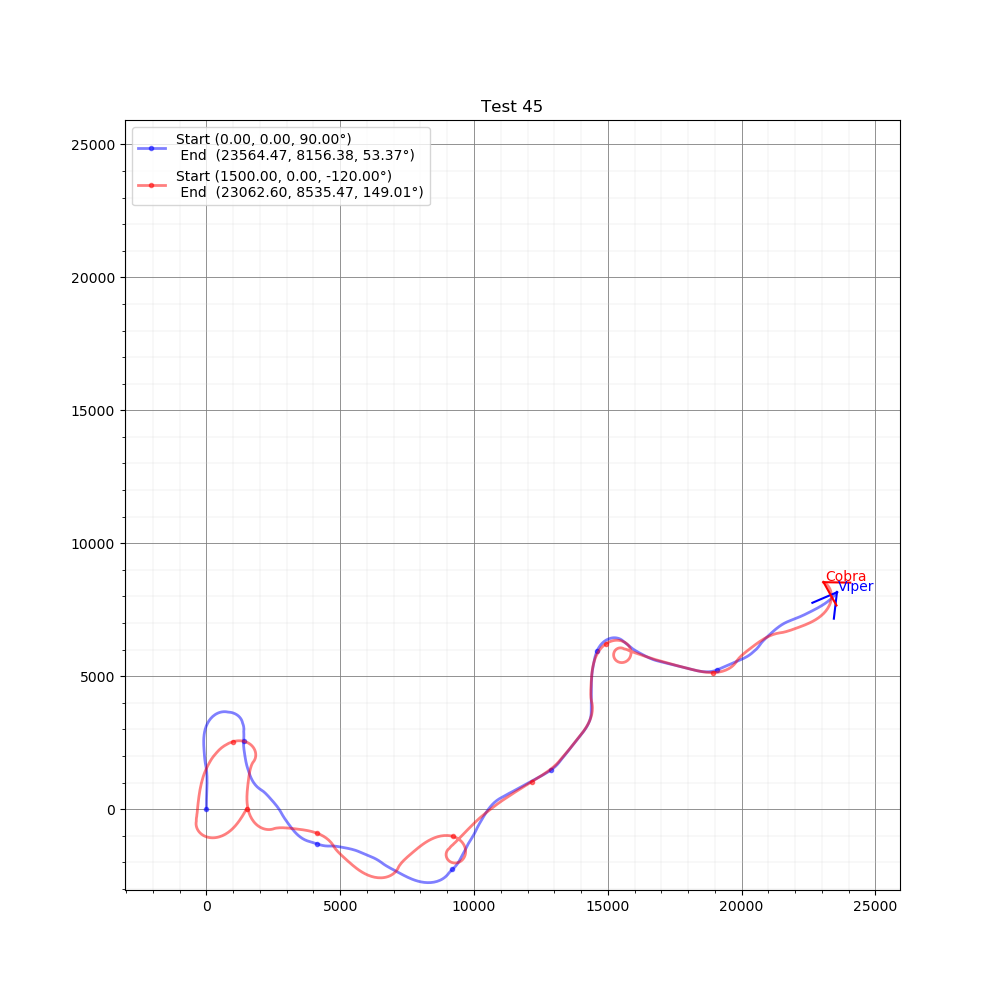 Test 45
Start (0.00, 0.00, 90.00°)
End (23564.47, 8156.38, 53.37°)
Start (1500.00, 0.00, -120.00°)
End (23062.60, 8535.47, 149.01°)
25000
20000
15000
10000
5000
0
Cobra
Viper
0 5000 10000 15000 20000 25000